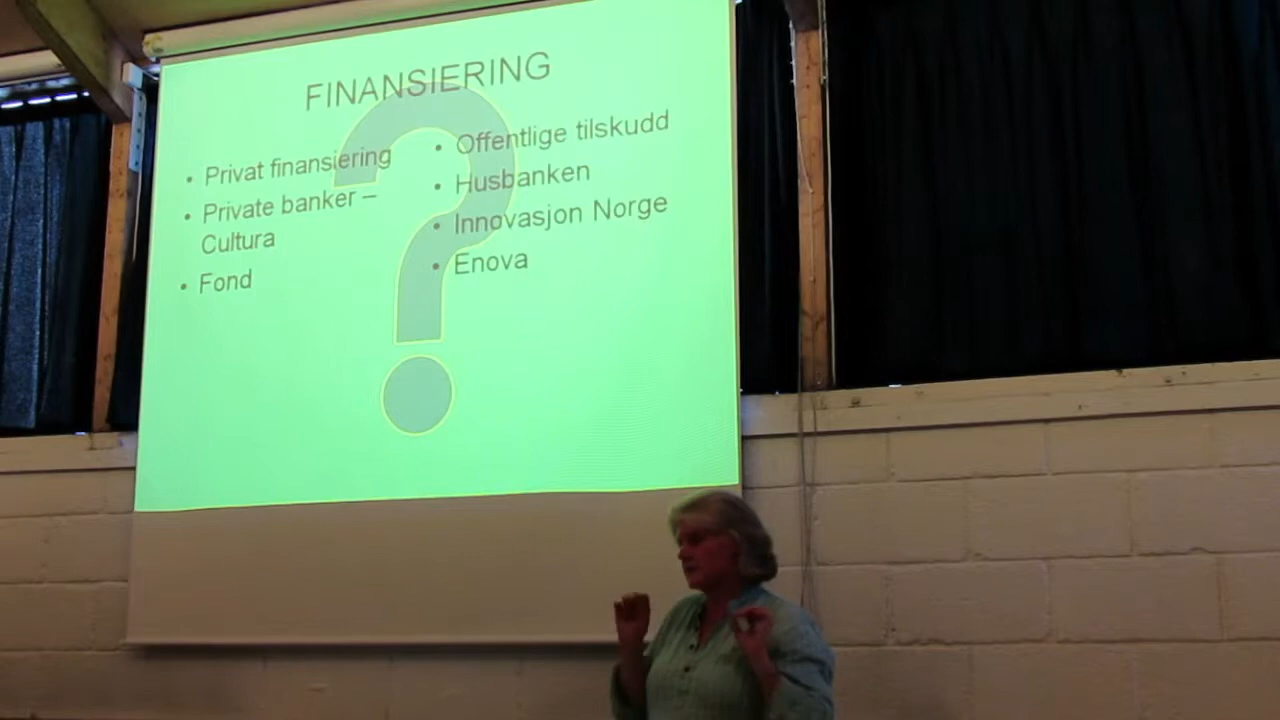 FINANSIERING
• Privat finansiering
• Private banker –
Cultura
• Fond
• Offentlige tilskudd
• Husbanken
• Innovasjon Norge
• Enova